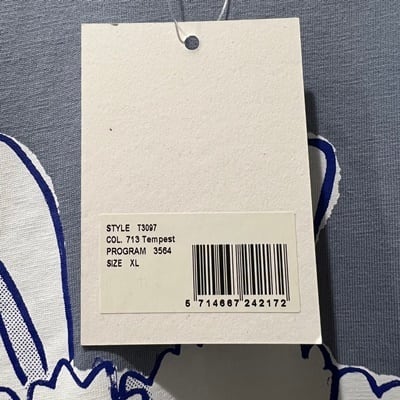 STYLE T3097
COL. 713 Tempest
PROGRAM 3564
SIZE XL
5 714667 242172